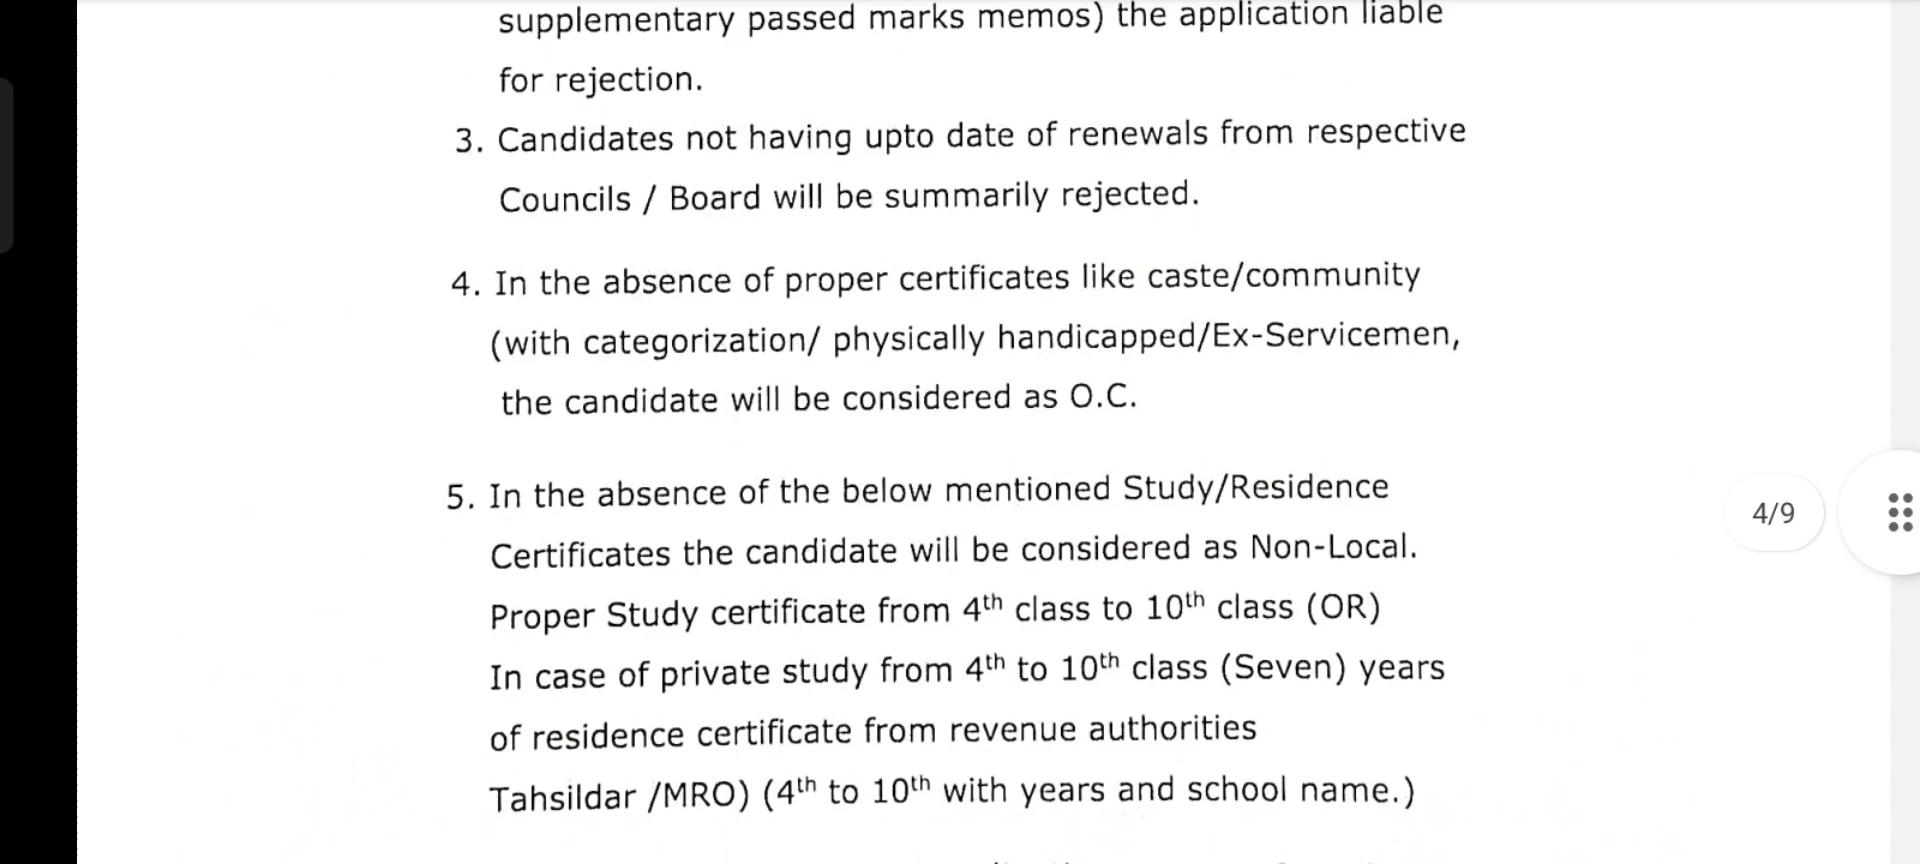 supplementary passed marks memos) the application liable
for rejection.
3. Candidates not having upto date of renewals from respective
Councils / Board will be summarily rejected.
4. In the absence of proper certificates like caste/community
(with categorization/ physically handicapped/Ex-Servicemen,
the candidate will be considered as O.C.
5. In the absence of the below mentioned Study/Residence
Certificates the candidate will be considered as Non-Local.
Proper Study certificate from 4th class to 10th class (OR)
In case of private study from 4th to 10th class (Seven) years
of residence certificate from revenue authorities
Tahsildar /MRO) (4th to 10th with years and school name.)
4/9